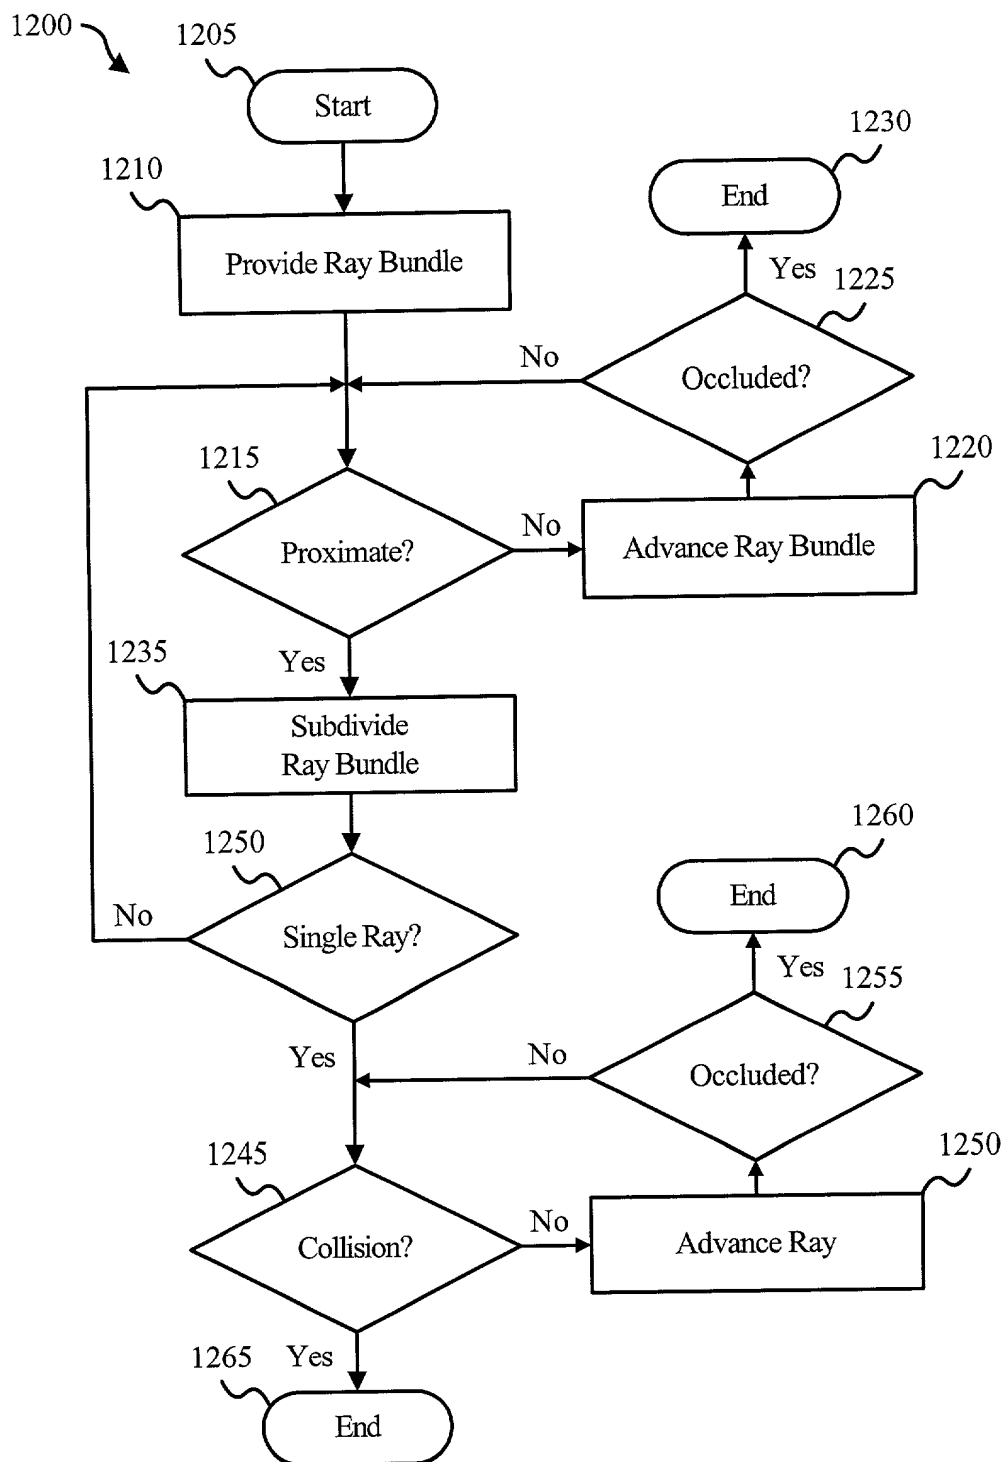 1200
1205
Start
1210
Provide Ray Bundle
1230
End
Yes
1225
Occluded?
No
1215
Proximate?
No
1220
Advance Ray Bundle
Yes
1235
Subdivide
Ray Bundle
1250
Single Ray?
No
Yes
1260
End
Yes
1255
Occluded?
No
1245
Collision?
No
1250
Advance Ray
Yes
1265
End